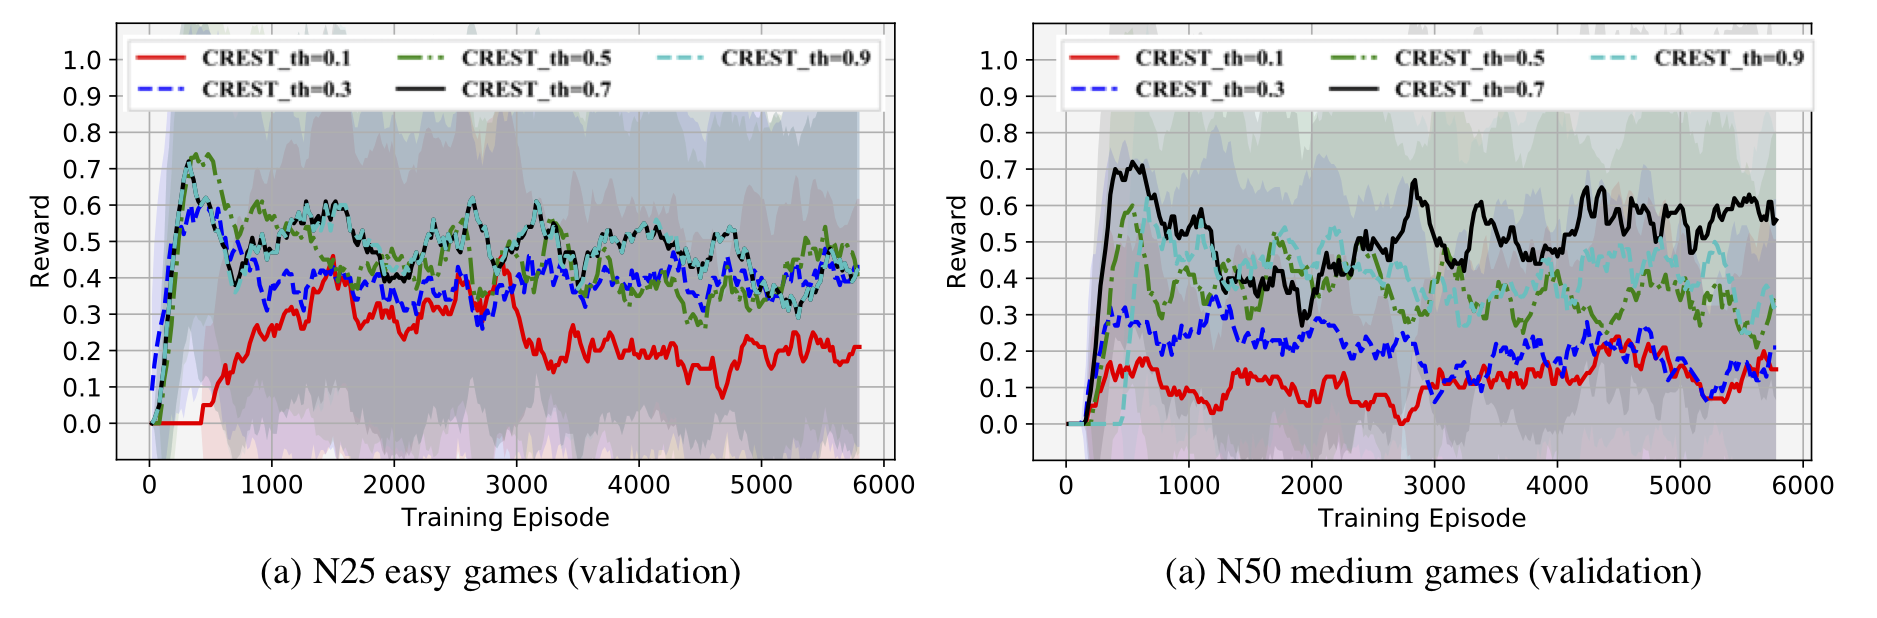 CREST_th=0.1 CREST_th=0.5 CREST_th=0.9
CREST_th=0.3 CREST_th=0.7
1.0
0.9
0.8
0.7
0.6
0.5
0.4
0.3
0.2
0.1
0.0
Reward
0 1000 2000 3000 4000 5000 6000
Training Episode
(a) N25 easy games (validation)
CREST_th=0.1 CREST_th=0.5 CREST_th=0.9
CREST_th=0.3 CREST_th=0.7
1.0
0.9
0.8
0.7
0.6
0.5
0.4
0.3
0.2
0.1
0.0
Reward
0 1000 2000 3000 4000 5000 6000
Training Episode
(a) N50 medium games (validation)